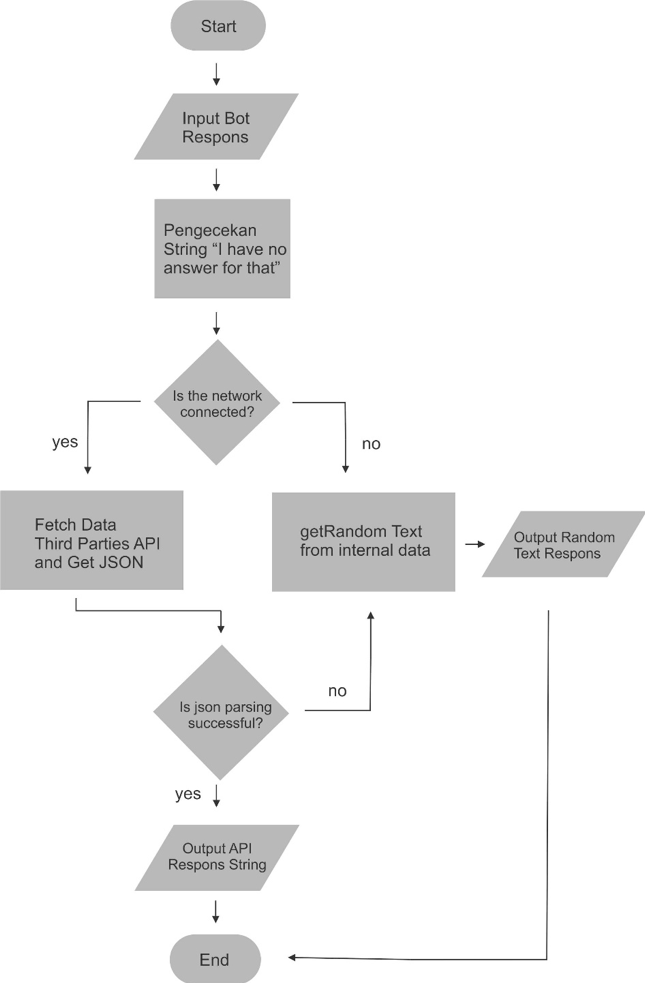 Start
Input Bot
Respons
Pengecekan
String “I have no
answer for that”
Is the network
connected?
yes
no
Fetch Data
Third Parties API
and Get JSON
getRandom Text
from internal data
Output Random
Text Respons
Is json parsing
successful?
no
yes
Output API
Respons String
End